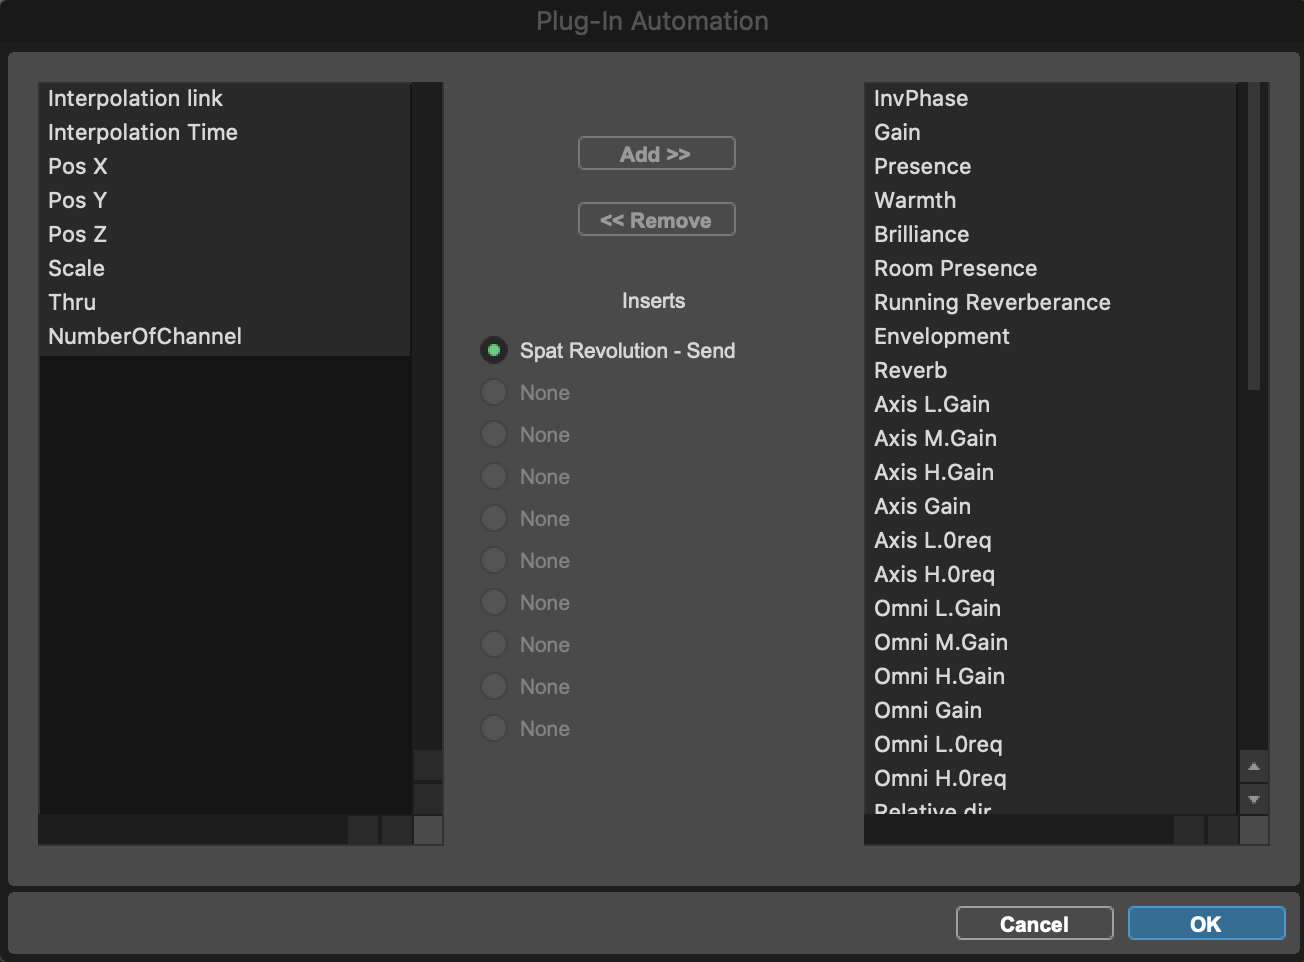 Plug-In Automation
Interpolation link
Interpolation Time
Pos X
Pos Y
Pos Z
Scale
Thru
NumberOfChannel
Add >>
<< Remove
Inserts
Spat Revolution - Send
None
None
None
None
None
None
None
None
None
InvPhase
Gain
Presence
Warmth
Brilliance
Room Presence
Running Reverberance
Envelopment
Reverb
Axis L.Gain
Axis M.Gain
Axis H.Gain
Axis Gain
Axis L.0req
Axis H.0req
Omni L.Gain
Omni M.Gain
Omni H.Gain
Omni Gain
Omni L.0req
Omni H.0req
Relative dir
Cancel
OK